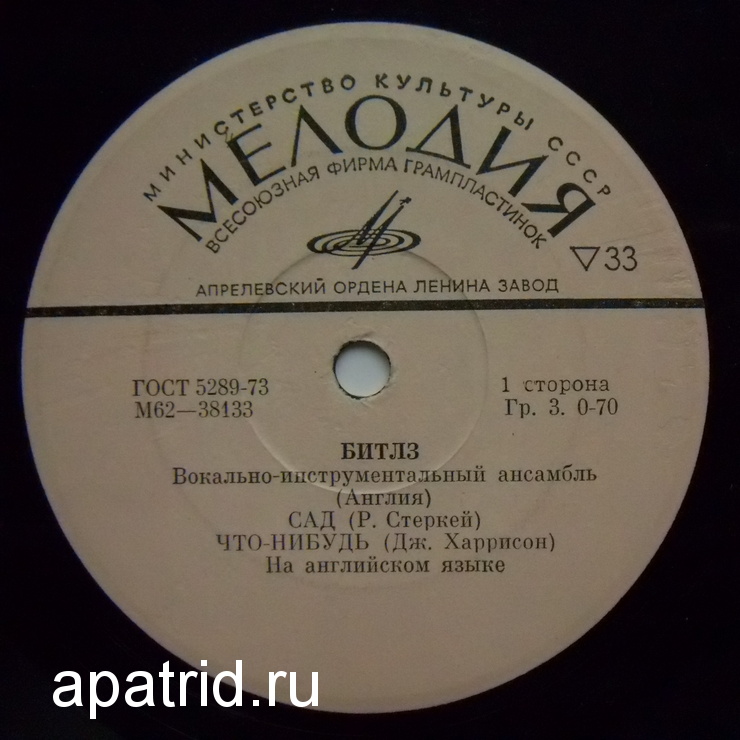 МИНИСТЕРСТВО КУЛЬТУРЫ СССР
МЕЛОДИЯ
ВСЕСОЮЗНАЯ ФИРМА ГРАМПЛАСТИНОК
▽33
АПРЕЛЕВСКИЙ ОРДЕНА ЛЕНИНА ЗАВОД
ГОСТ 5289-73
М62—38133
1 сторона
Гр. 3. 0-70
БИТЛЗ
Вокально-инструментальный ансамбль
(Англия)
САД (Р. Стеркей)
ЧТО-НИБУДЬ (Дж. Харрисон)
На английском языке
apatrid.ru